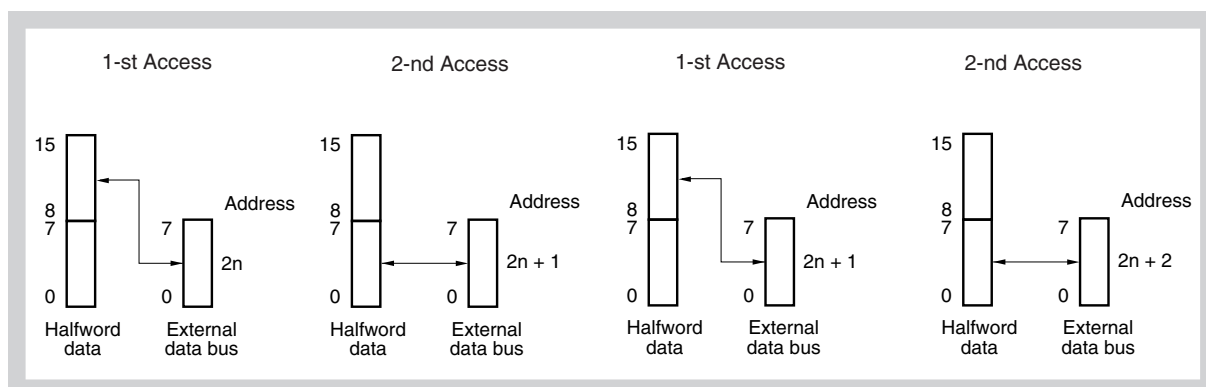 1-st Access
15
8
7
0
Halfword
data
Address
7
2n
0
External
data bus
2-nd Access
15
8
7
0
Halfword
data
Address
7
2n + 1
0
External
data bus
1-st Access
15
8
7
0
Halfword
data
Address
7
2n + 1
0
External
data bus
2-nd Access
15
8
7
0
Halfword
data
Address
7
2n + 2
0
External
data bus